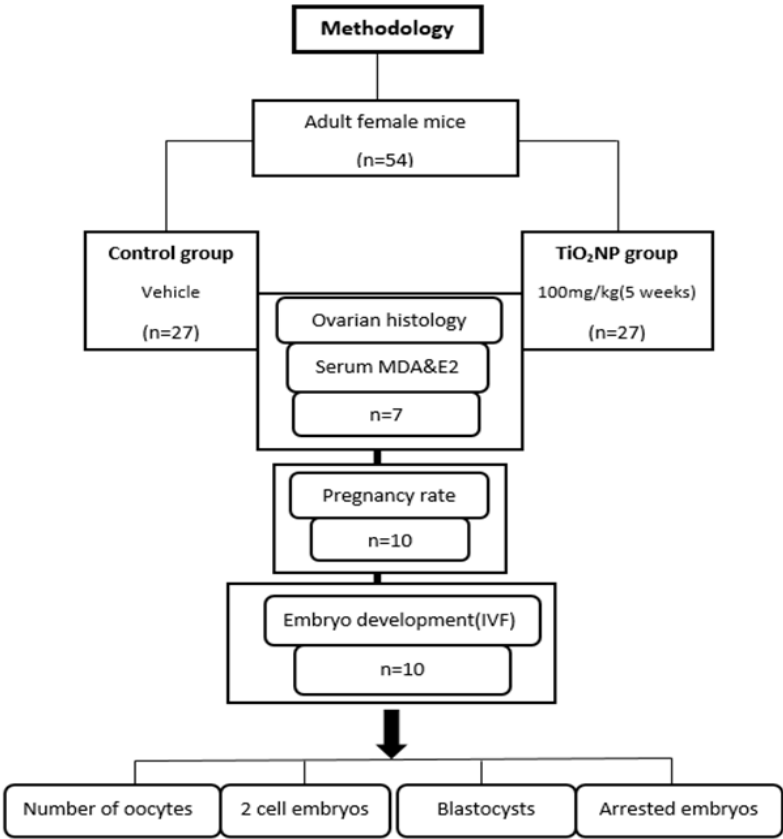 Methodology
Adult female mice
(n=54)
Control group
Vehicle
(n=27)
TiO₂NP group
100mg/kg(5 weeks)
(n=27)
Ovarian histology
Serum MDA&E2
n=7
Pregnancy rate
n=10
Embryo development(IVF)
n=10
Number of oocytes
2 cell embryos
Blastocysts
Arrested embryos